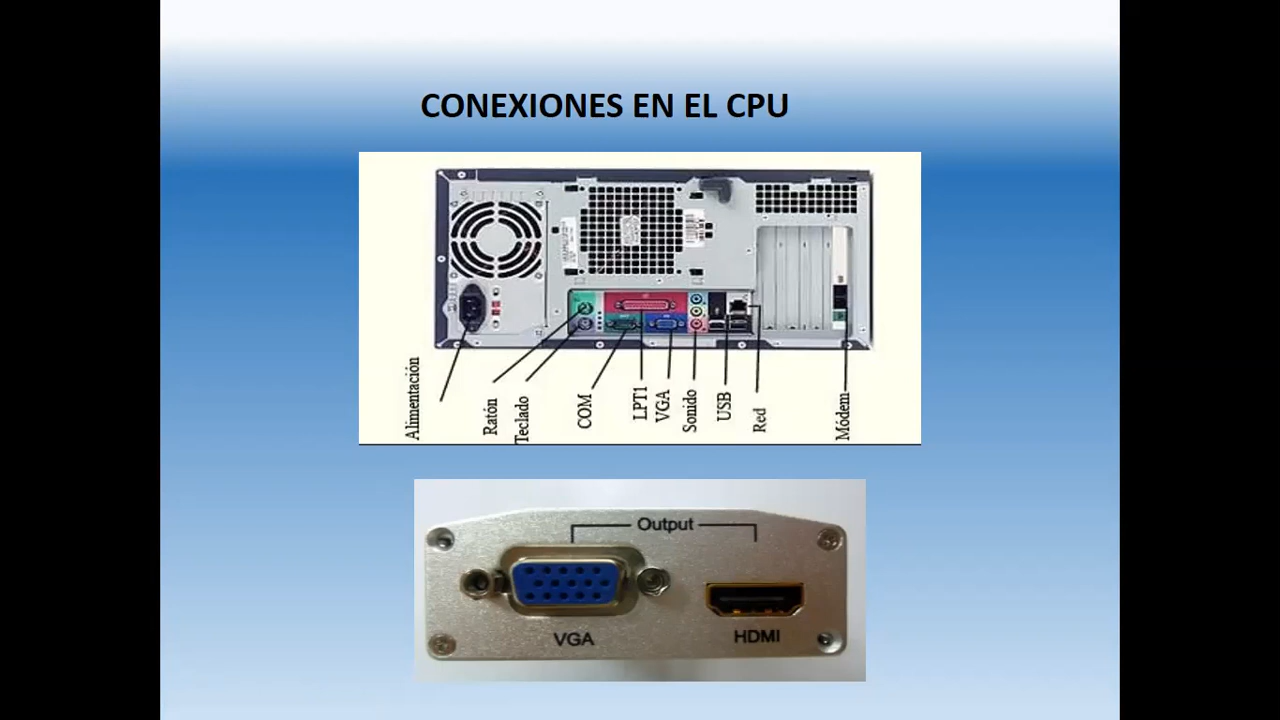 CONEXIONES EN EL CPU
Alimentación
Ratón
Teclado
COM
LPT1
VGA
Sonido
USB
Red
Módem
Output
VGA
HDMI